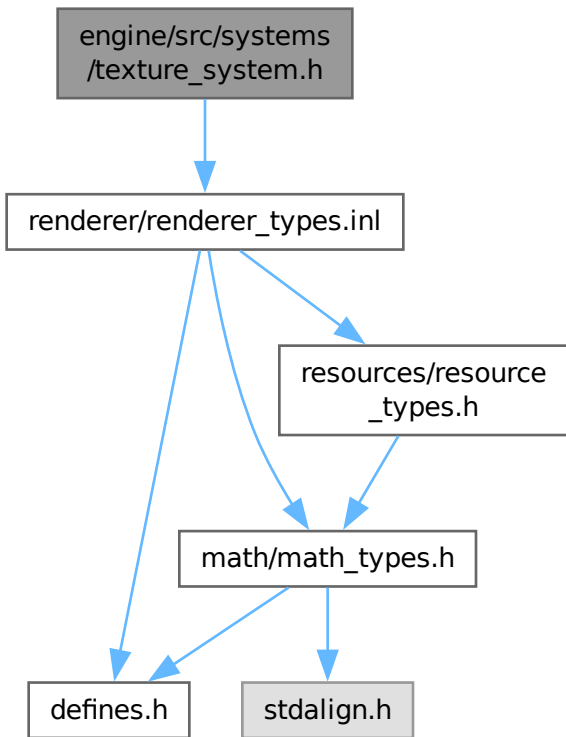 engine/src/systems
/texture_system.h
renderer/renderer_types.inl
resources/resource
_types.h
math/math_types.h
defines.h
stdalign.h